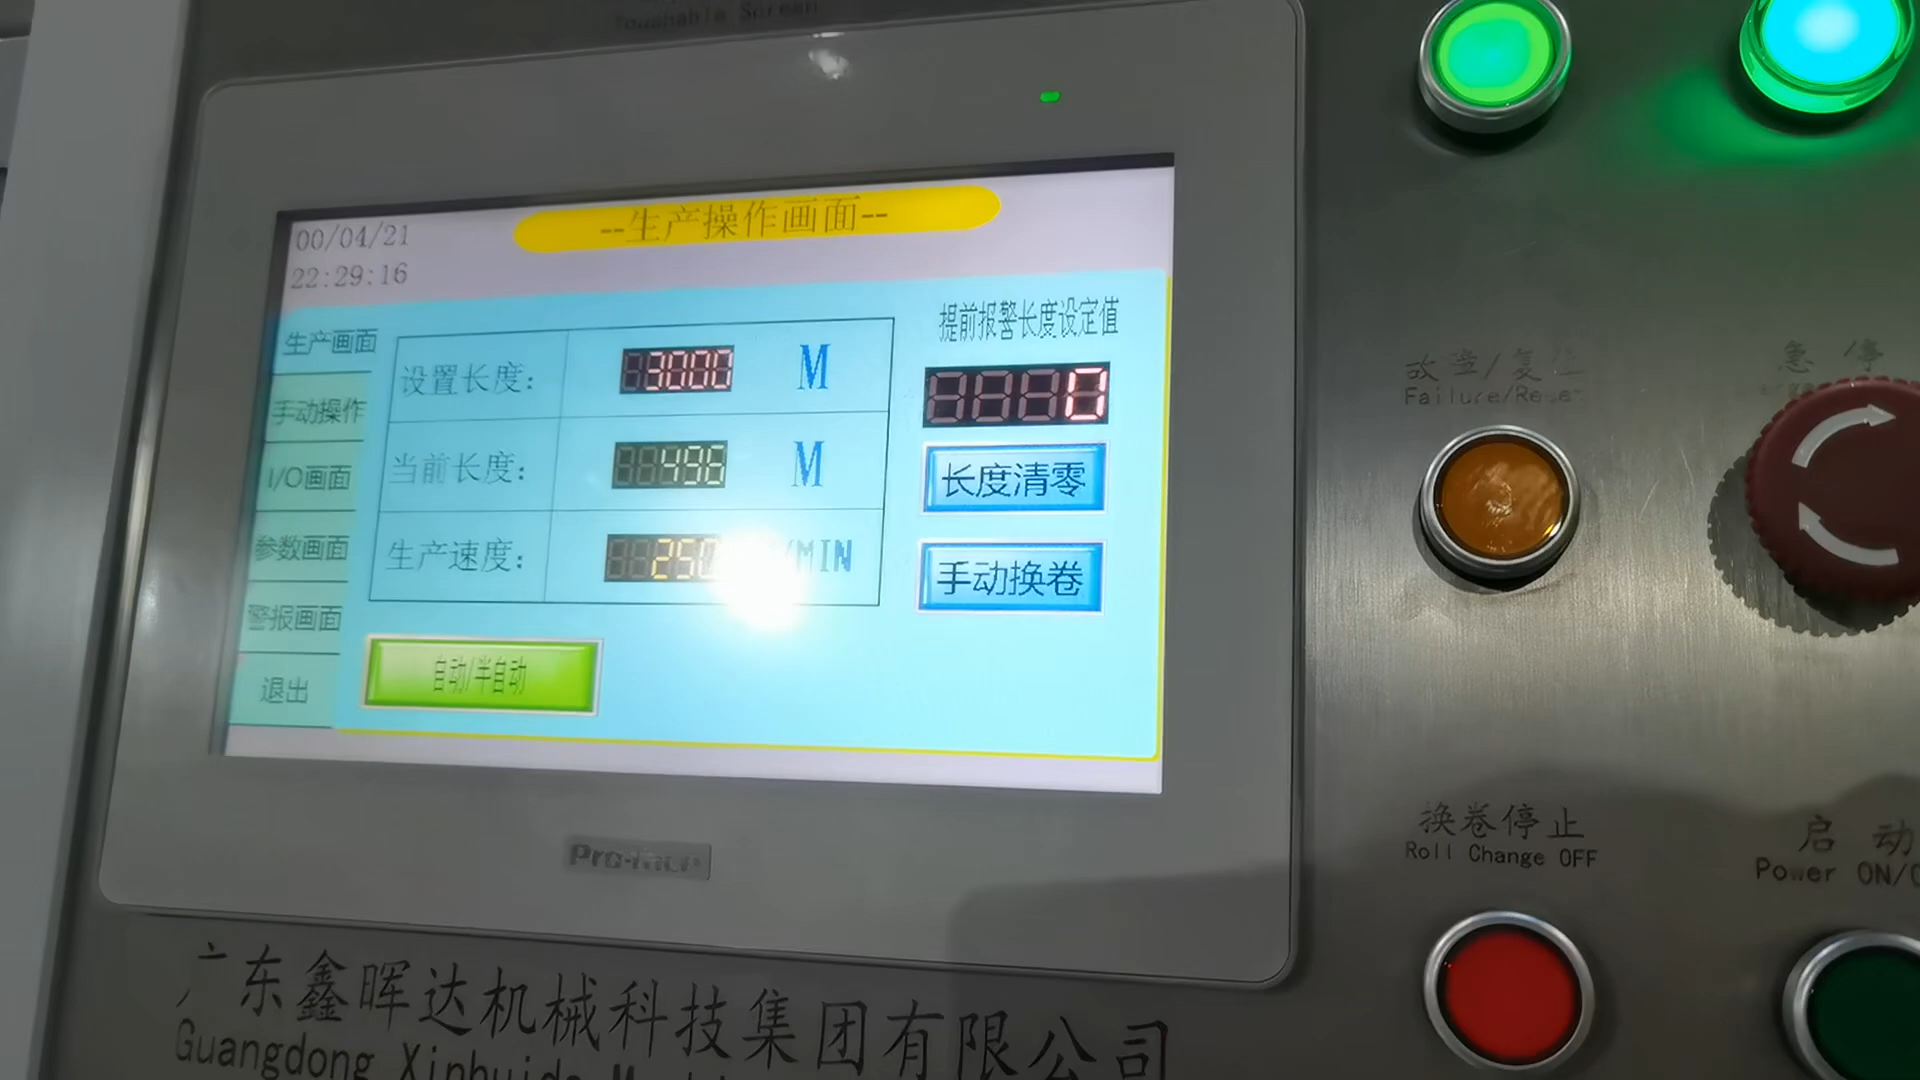 Touchable Screen
--生产操作画面--
00/04/21
22:29:16
生产画面
手动操作
I/O画面
参数画面
警报画面
退出
设置长度: 3000 M
当前长度: 496 M
生产速度: /MIN
自动/半自动
提前报警长度设定值
0
长度清零
手动换卷
故障/复位
Failure/Reset
急 停
换卷停止
Roll Change OFF
启 动
Power ON/O
广东鑫晖达机械科技集团有限公司
Guangdong Xinhuida